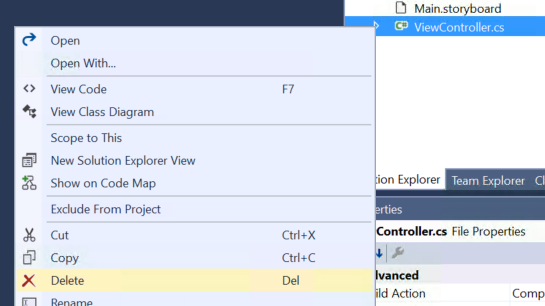 Main.storyboard
C# ViewController.cs
Open
Open With...
View Code F7
View Class Diagram
Scope to This
New Solution Explorer View
Show on Code Map
Exclude From Project
Cut Ctrl+X
Copy Ctrl+C
Delete Del
Rename
tion Explorer Team Explorer Cl
erties
Controller.cs File Properties
dvanced
ild Action Comp